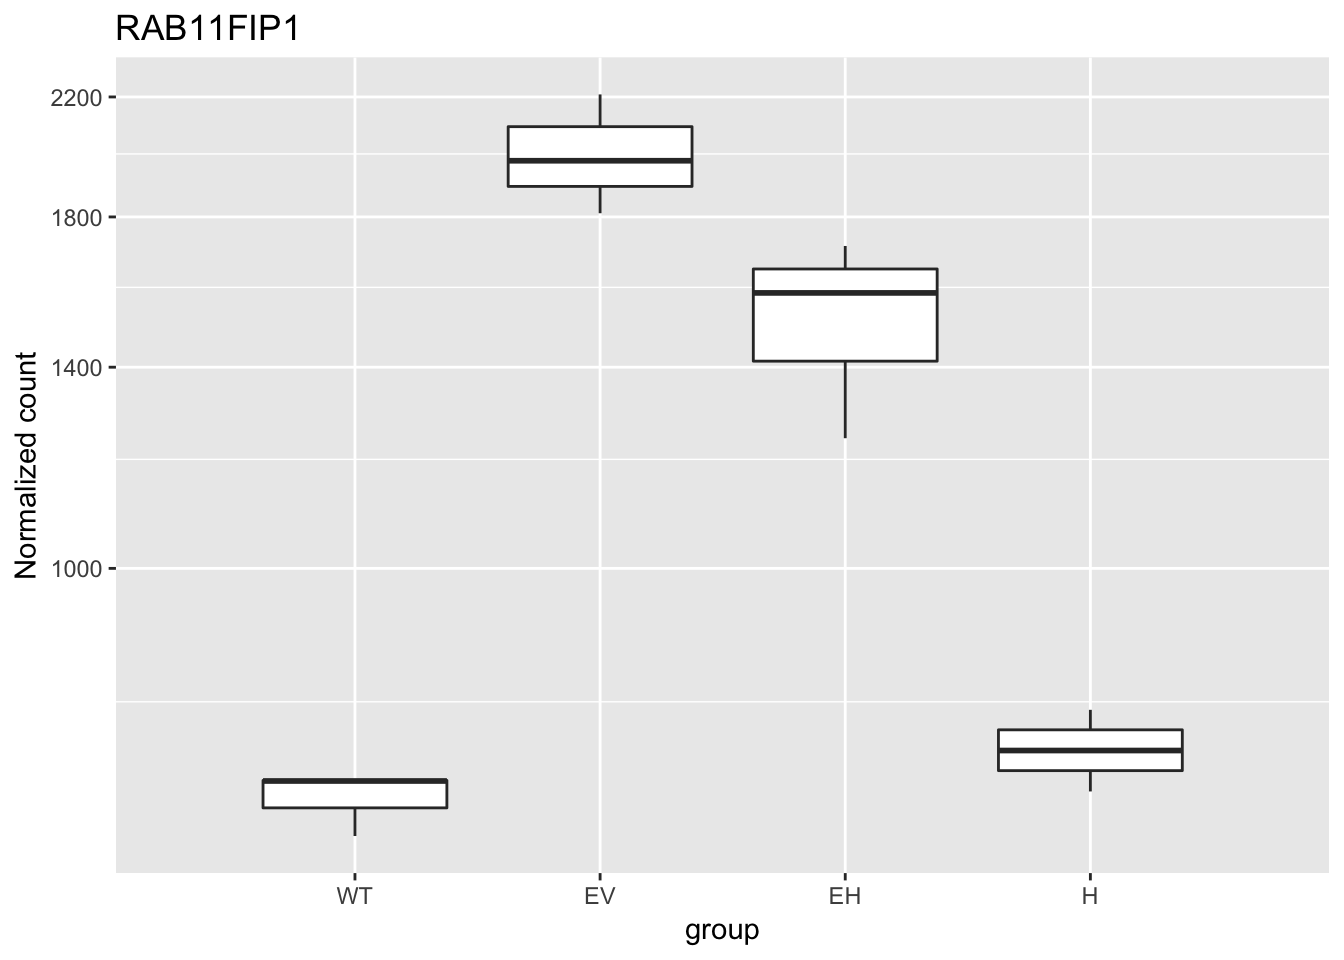 RAB11FIP1
2200
1800
1400
1000
Normalized count
WT
EV
EH
H
group